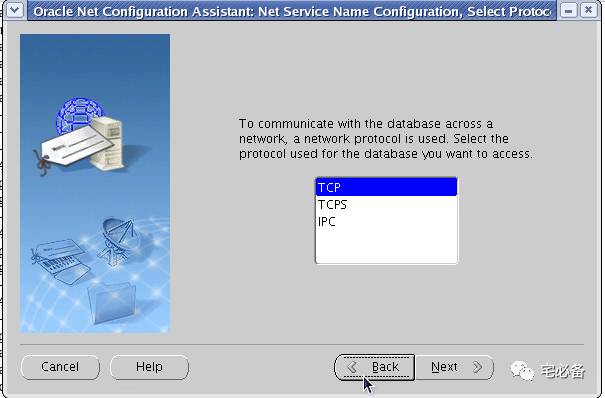 Oracle Net Configuration Assistant: Net Service Name Configuration, Select Protoc
To communicate with the database across a
network, a network protocol is used. Select the
protocol used for the database you want to access.
TCP
TCPS
IPC
Cancel
Help
Back
Next
宅必备